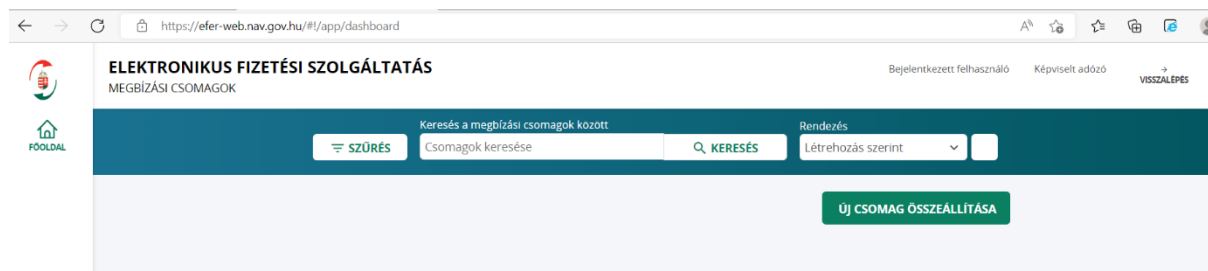 https://efer-web.nav.gov.hu/#!/app/dashboard
ELEKTRONIKUS FIZETÉSI SZOLGÁLTATÁS
MEGBÍZÁSI CSOMAGOK
Bejelentkezett felhasználó
Képviselt adózó
VISSZALÉPÉS
FŐOLDAL
SZŰRÉS
Keresés a megbízási csomagok között
Csomagok keresése
KERESÉS
Rendezés
Létrehozás szerint
ÚJ CSOMAG ÖSSZEÁLLÍTÁSA